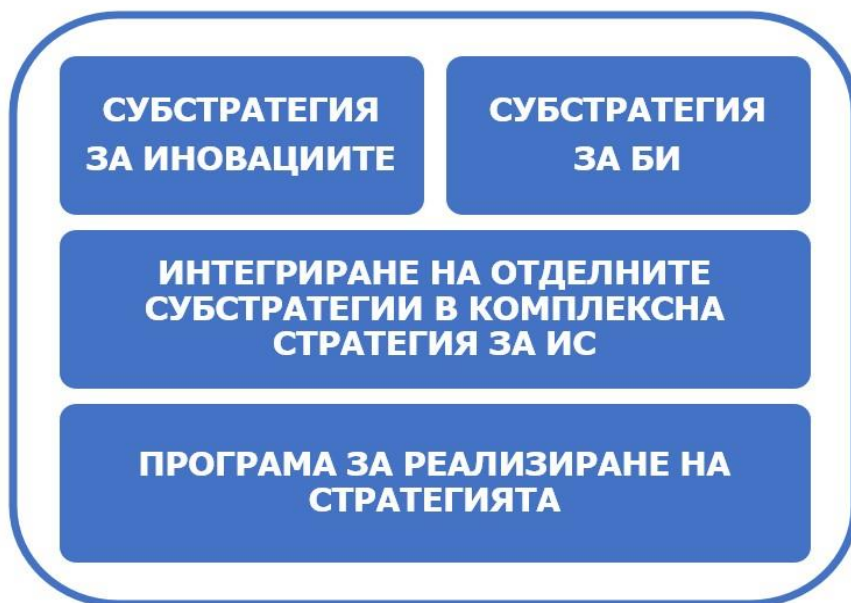 СУБСТРАТЕГИЯ
ЗА ИНОВАЦИИТЕ
СУБСТРАТЕГИЯ
ЗА БИ
ИНТЕГРИРАНЕ НА ОТДЕЛНИТЕ
СУБСТРАТЕГИИ В КОМПЛЕКСНА
СТРАТЕГИЯ ЗА ИС
ПРОГРАМА ЗА РЕАЛИЗИРАНЕ НА
СТРАТЕГИЯТА